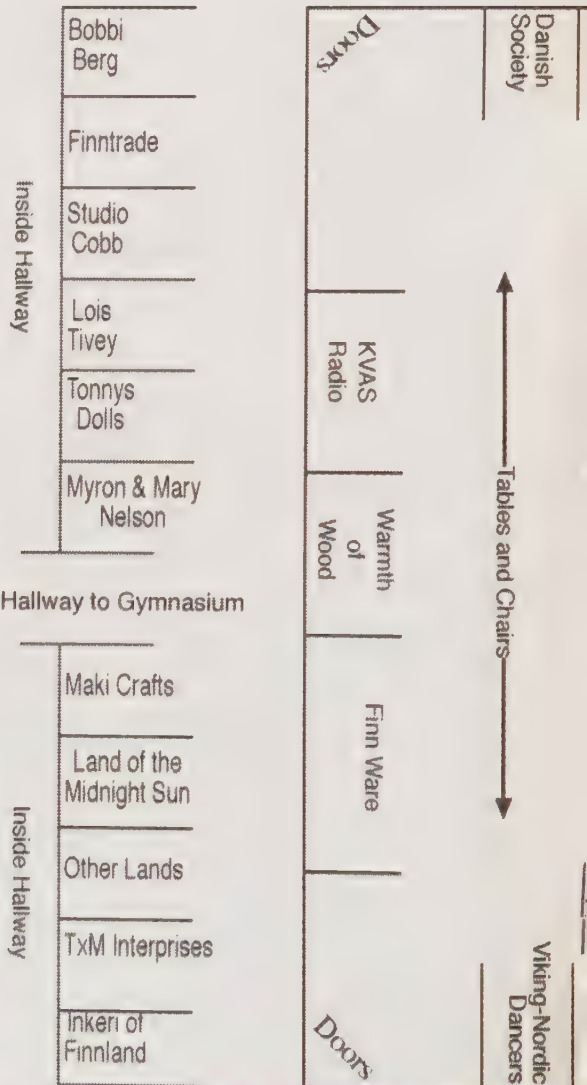 Bobbi
Berg
Finntrade
Studio
Cobb
Lois
Tivey
Tonnys
Dolls
Myron & Mary
Nelson
Inside Hallway
Hallway to Gymnasium
Maki Crafts
Land of the
Midnight Sun
Other Lands
TxM Interprises
Inkeri of
Finnland
Inside Hallway
Doors
KVAS
Radio
Warmth
of
Wood
Finn Ware
Doors
Danish
Society
Tables and Chairs
Viking-Nordic
Dancers